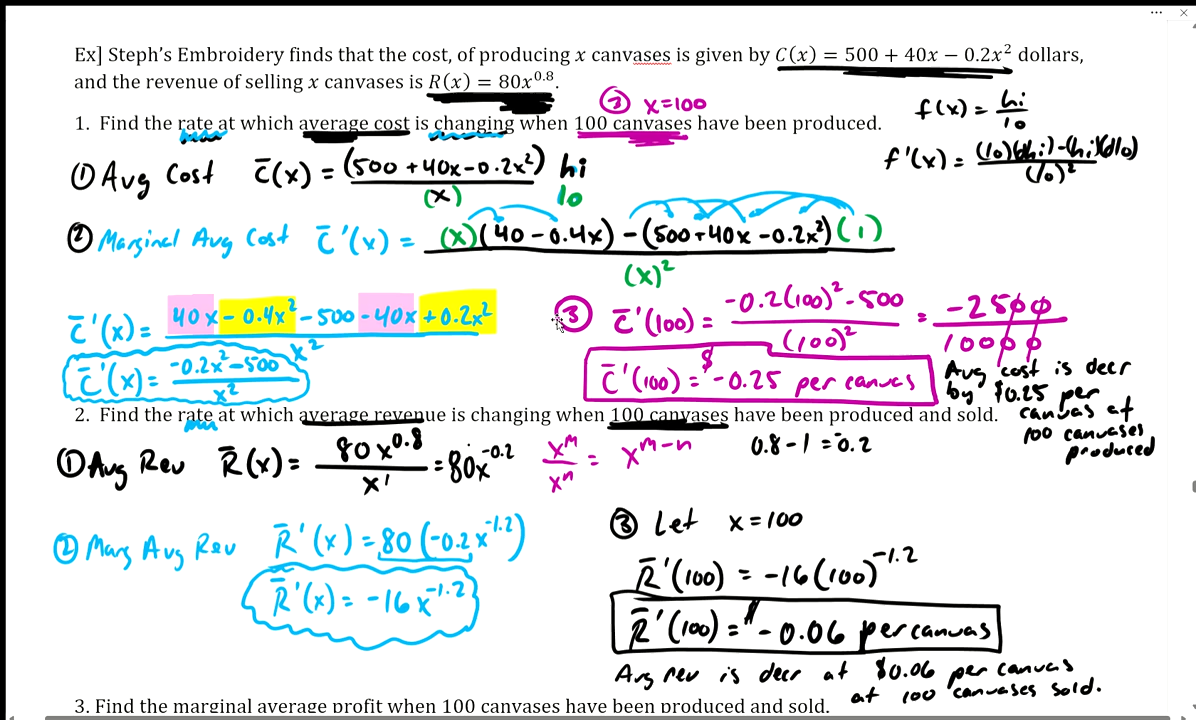 Ex] Steph's Embroidery finds that the cost, of producing x canvases is given by C(x) = 500 + 40x − 0.2x² dollars,
and the revenue of selling x canvases is R(x) = 80x^0.8.
② x=100
f(x) = hi/lo
1. Find the rate at which average cost is changing when 100 canvases have been produced.
f'(x) = (lo)(dhi)-(hi)(dlo)/(lo)²
① Avg Cost C̄(x) = (500 + 40x - 0.2x²)/(x) hi/lo
② Marginal Avg Cost C̄'(x) = (x)(40 - 0.4x) - (500 + 40x - 0.2x²)(1)/(x)²
C̄'(x) = 40x - 0.4x² - 500 - 40x + 0.2x²/x²
③ C̄'(100) = -0.2(100)² - 500/(100)² = -2500/10000
C̄'(x) = -0.2x² - 500/x²
C̄'(100) = $-0.25 per canvas
Avg cost is decr
by $0.25 per
canvas at
100 canvases
produced
2. Find the rate at which average revenue is changing when 100 canvases have been produced and sold.
① Avg Rev R̄(x) = 80x^0.8/x^1 = 80x^-0.2
x^m/x^n = x^m-n
0.8 - 1 = -0.2
② Marg Avg Rev R̄'(x) = 80(-0.2x^-1.2)
R̄'(x) = -16x^-1.2
③ Let x = 100
R̄'(100) = -16(100)^-1.2
R̄'(100) = $-0.06 per canvas
Avg rev is decr at $0.06 per canvas
at 100 canvases sold.
3. Find the marginal average profit when 100 canvases have been produced and sold.